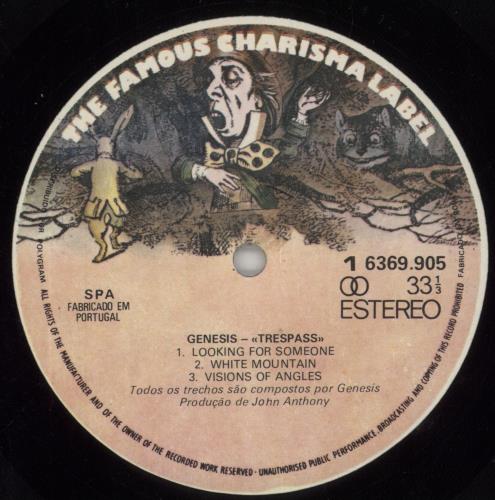 THE FAMOUS CHARISMA LABEL
1 6369.905
33 1/3
ESTEREO
SPA
FABRICADO EM
PORTUGAL
GENESIS – «TRESPASS»
1. LOOKING FOR SOMEONE
2. WHITE MOUNTAIN
3. VISIONS OF ANGLES
Todos os trechos são compostos por Genesis
Produção de John Anthony
POLYGRAM
ALL RIGHTS OF THE MANUFACTURER AND OF THE OWNER OF THE RECORDED WORK RESERVED · UNAUTHORISED PUBLIC PERFORMANCE, BROADCASTING AND COPYING OF THIS RECORD PROHIBITED